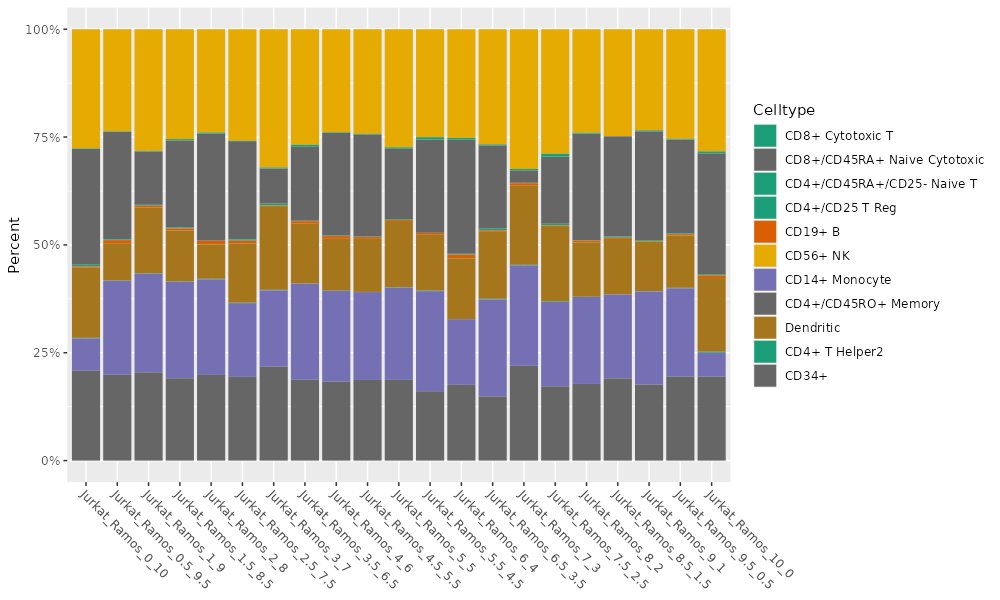 100%
75%
50%
25%
0%
Percent
Jurkat_Ramos_0_10
Jurkat_Ramos_0.5_9.5
Jurkat_Ramos_1_9
Jurkat_Ramos_1.5_8.5
Jurkat_Ramos_2_8
Jurkat_Ramos_2.5_7.5
Jurkat_Ramos_3_7
Jurkat_Ramos_3.5_6.5
Jurkat_Ramos_4_6
Jurkat_Ramos_4.5_5.5
Jurkat_Ramos_5_5
Jurkat_Ramos_5.5_4.5
Jurkat_Ramos_6_4
Jurkat_Ramos_6.5_3.5
Jurkat_Ramos_7_3
Jurkat_Ramos_7.5_2.5
Jurkat_Ramos_8_2
Jurkat_Ramos_8.5_1.5
Jurkat_Ramos_9_1
Jurkat_Ramos_9.5_0.5
Jurkat_Ramos_10_0
Celltype
CD8+ Cytotoxic T
CD8+/CD45RA+ Naive Cytotoxic
CD4+/CD45RA+/CD25- Naive T
CD4+/CD25 T Reg
CD19+ B
CD56+ NK
CD14+ Monocyte
CD4+/CD45RO+ Memory
Dendritic
CD4+ T Helper2
CD34+